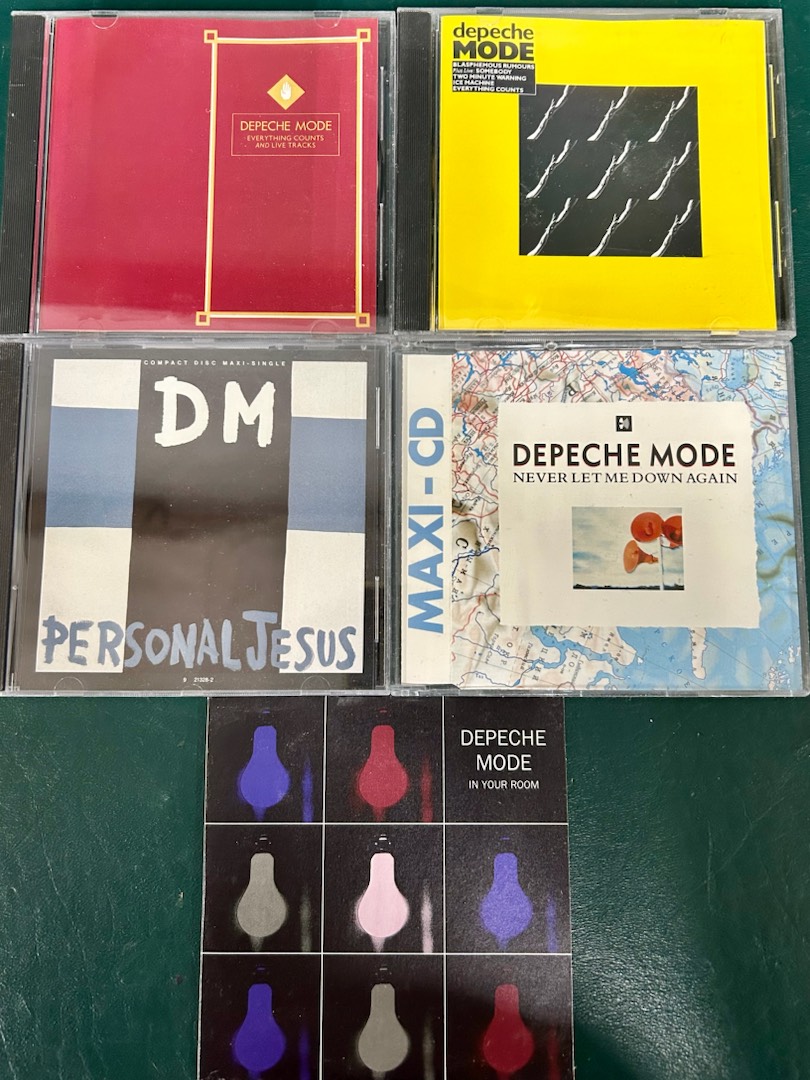 DEPECHE MODE
EVERYTHING COUNTS
AND LIVE TRACKS
depeche
MODE
BLASPHEMOUS RUMOURS
Plus Live: SOMEBODY
TWO MINUTE WARNING
ICE MACHINE
EVERYTHING COUNTS
COMPACT DISC MAXI-SINGLE
DM
PERSONAL JESUS
9 21328-2
MAXI-CD
DEPECHE MODE
NEVER LET ME DOWN AGAIN
DEPECHE
MODE
IN YOUR ROOM